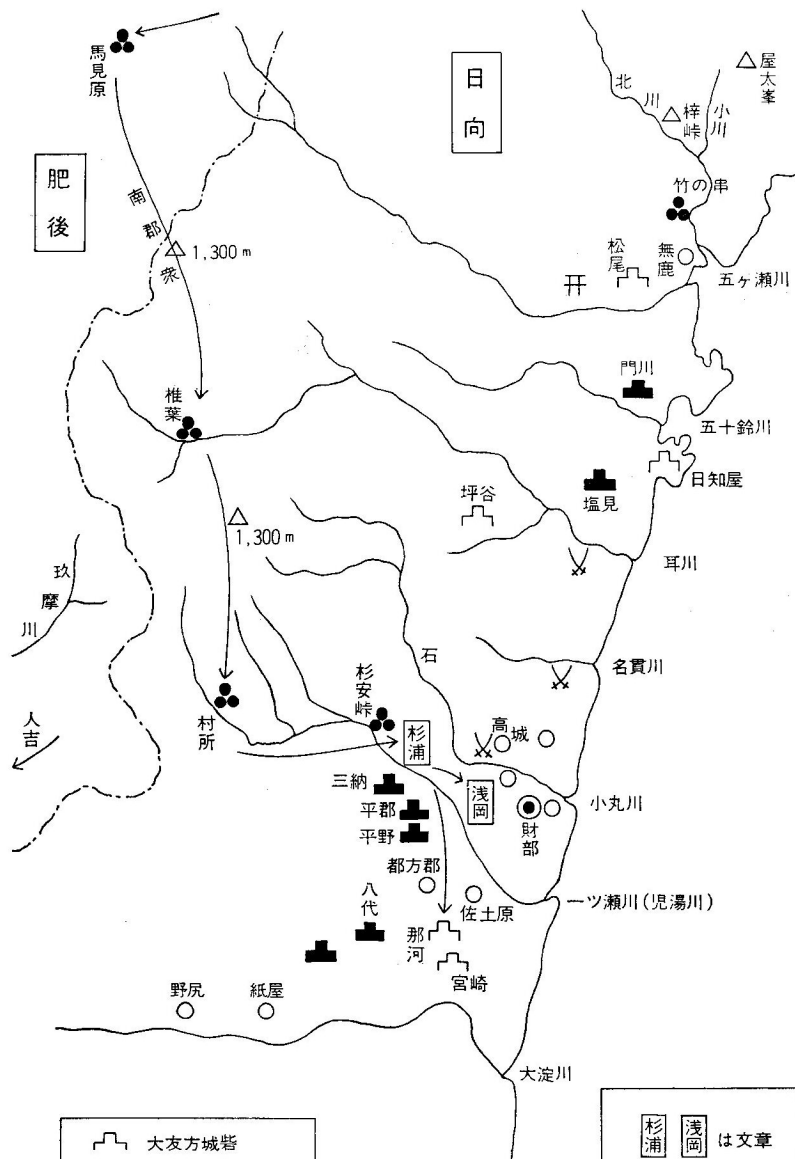 馬見原
肥後
日向
北川
梓峠
小川
屋太峯
竹の串
南郡衆
1,300m
松尾
無鹿
五ヶ瀬川
門川
五十鈴川
椎葉
日知屋
塩見
坪谷
1,300m
耳川
玖摩川
石
名貫川
人吉
村所
杉安峠
杉浦
高城
三納
浅岡
小丸川
平郡
平野
財部
都方郡
八代
佐土原
一ツ瀬川(児湯川)
那河
宮崎
野尻
紙屋
大淀川
大友方城砦
杉浦 浅岡 は文章